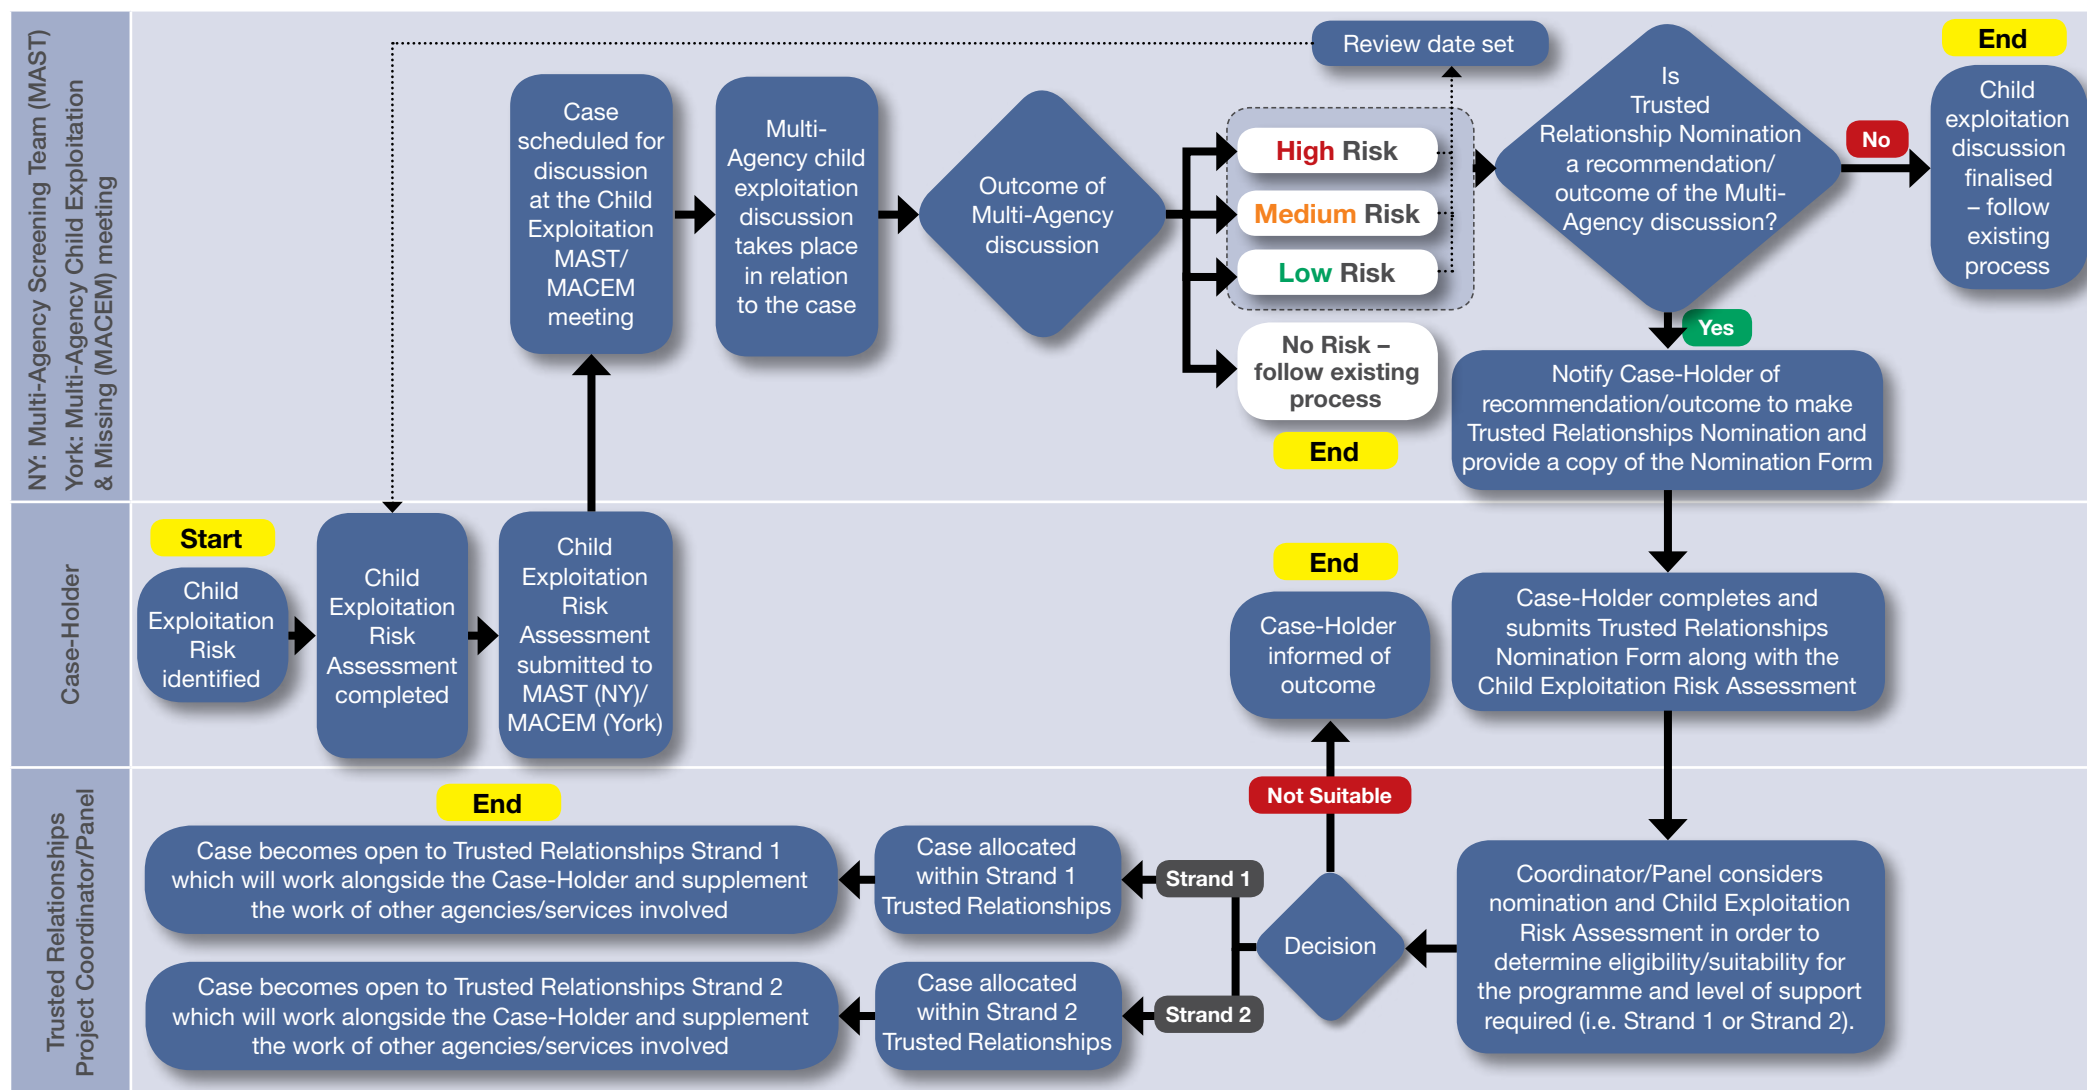 NY: Multi-Agency Screening Team (MAST)
York: Multi-Agency Child Exploitation
& Missing (MACEM) meeting
Case
scheduled for
discussion
at the Child
Exploitation
MAST/
MACEM
meeting
Multi-
Agency child
exploitation
discussion
takes place
in relation
to the case
Outcome of
Multi-Agency
discussion
Review date set
High Risk
Medium Risk
Low Risk
No Risk –
follow existing
process
End
Is
Trusted
Relationship Nomination
a recommendation/
outcome of the Multi-
Agency discussion?
No
End
Child
exploitation
discussion
finalised
– follow
existing
process
Yes
Notify Case-Holder of
recommendation/outcome to make
Trusted Relationships Nomination and
provide a copy of the Nomination Form
Case-Holder
Start
Child
Exploitation
Risk
identified
Child
Exploitation
Risk
Assessment
completed
Child
Exploitation
Risk
Assessment
submitted to
MAST (NY)/
MACEM (York)
End
Case-Holder
informed of
outcome
Case-Holder completes and
submits Trusted Relationships
Nomination Form along with the
Child Exploitation Risk Assessment
Trusted Relationships
Project Coordinator/Panel
End
Case becomes open to Trusted Relationships Strand 1
which will work alongside the Case-Holder and supplement
the work of other agencies/services involved
Case allocated
within Strand 1
Trusted Relationships
Strand 1
Not Suitable
Decision
Coordinator/Panel considers
nomination and Child Exploitation
Risk Assessment in order to
determine eligibility/suitability for
the programme and level of support
required (i.e. Strand 1 or Strand 2).
Case becomes open to Trusted Relationships Strand 2
which will work alongside the Case-Holder and supplement
the work of other agencies/services involved
Case allocated
within Strand 2
Trusted Relationships
Strand 2